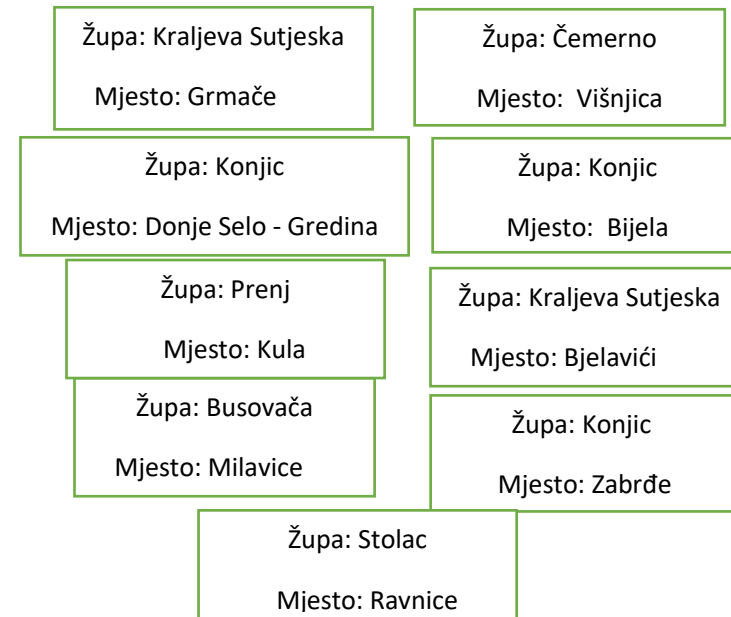 Župa: Kraljeva Sutjeska
Mjesto: Grmače
Župa: Čemerno
Mjesto: Višnjica
Župa: Konjic
Mjesto: Donje Selo - Gredina
Župa: Konjic
Mjesto: Bijela
Župa: Prenj
Mjesto: Kula
Župa: Kraljeva Sutjeska
Mjesto: Bjelavići
Župa: Busovača
Mjesto: Milavice
Župa: Konjic
Mjesto: Zabrđe
Župa: Stolac
Mjesto: Ravnice